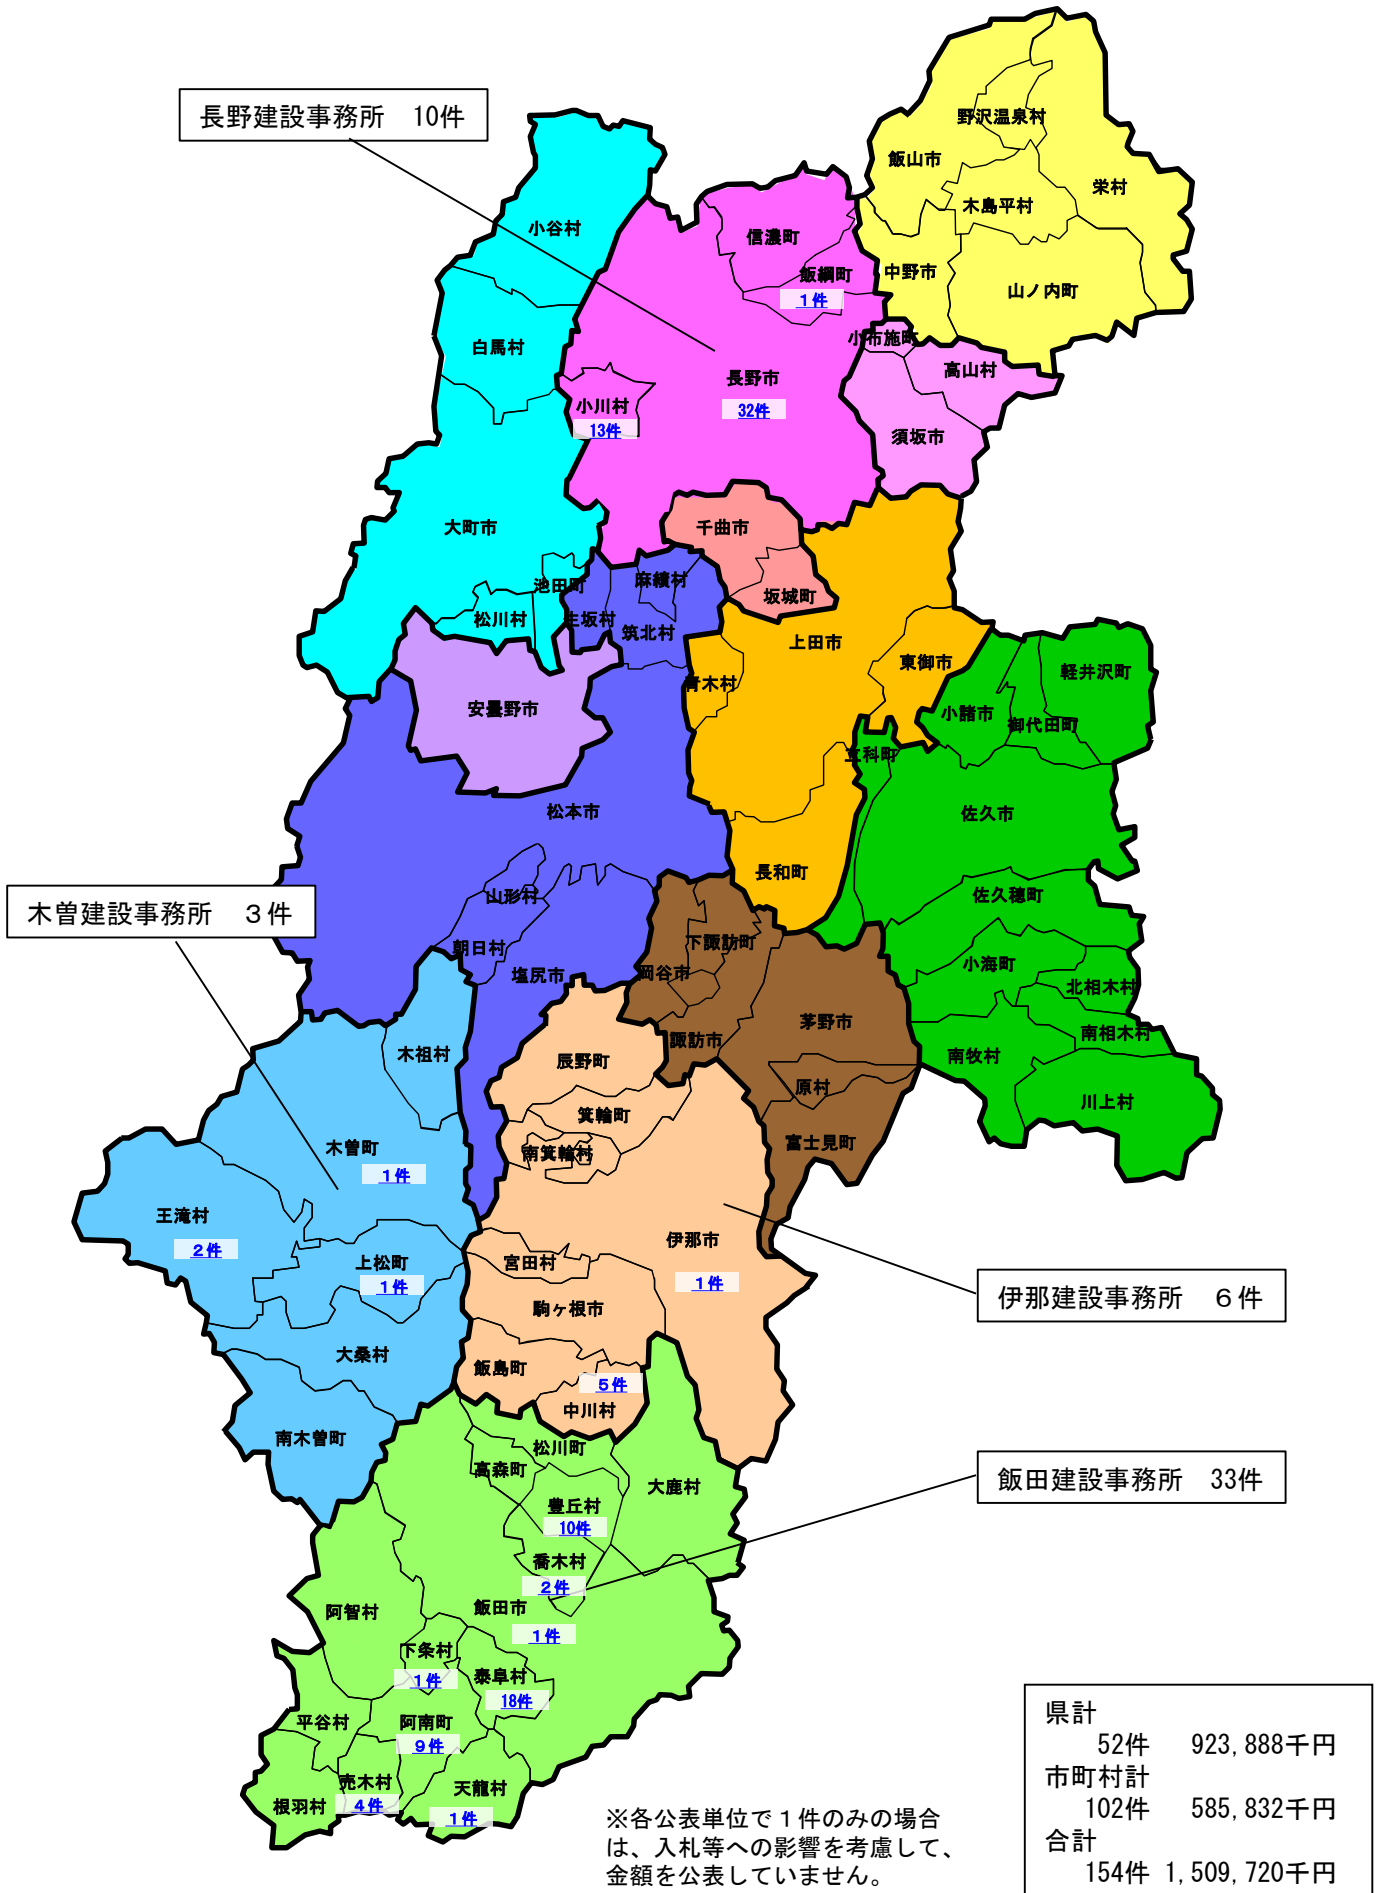 長野建設事務所　10件
野沢温泉村
飯山市
栄村
木島平村
小谷村
信濃町
飯綱町
1件
中野市
山ノ内町
小布施町
白馬村
高山村
長野市
32件
小川村
13件
須坂市
大町市
千曲市
池田町
麻績村
坂城町
松川村
生坂村
筑北村
上田市
東御市
軽井沢町
青木村
安曇野市
小諸市
御代田町
立科町
松本市
佐久市
長和町
山形村
佐久穂町
木曽建設事務所　３件
朝日村
下諏訪町
塩尻市
岡谷市
小海町
北相木村
茅野市
諏訪市
南相木村
木祖村
辰野町
南牧村
原村
箕輪町
川上村
木曽町
1件
南箕輪村
富士見町
王滝村
2件
伊那市
1件
上松町
1件
宮田村
駒ヶ根市
伊那建設事務所　６件
大桑村
飯島町
5件
中川村
南木曽町
松川町
高森町
大鹿村
飯田建設事務所　33件
豊丘村
10件
喬木村
2件
飯田市
1件
阿智村
下条村
1件
泰阜村
18件
平谷村
阿南町
9件
売木村
4件
天龍村
1件
根羽村
県計
52件　923,888千円
市町村計
102件　585,832千円
合計
154件 1,509,720千円
※各公表単位で１件のみの場合
は、入札等への影響を考慮して、
金額を公表していません。